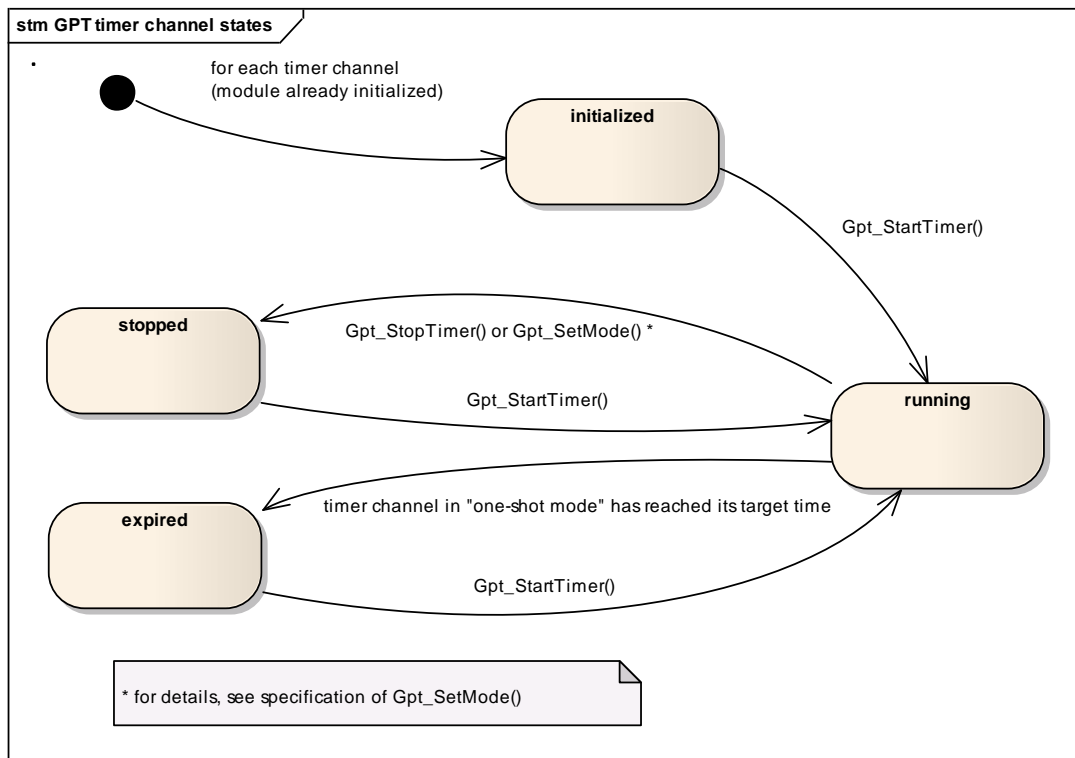 stm GPT timer channel states
.
for each timer channel
(module already initialized)
initialized
Gpt_StartTimer()
stopped
Gpt_StopTimer() or Gpt_SetMode() *
Gpt_StartTimer()
running
timer channel in "one-shot mode" has reached its target time
expired
Gpt_StartTimer()
* for details, see specification of Gpt_SetMode()